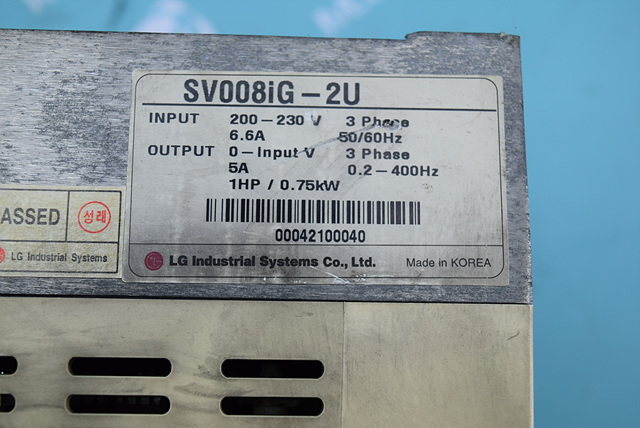 SV008iG-2U
INPUT 200-230 V 3 Phase
6.6A 50/60Hz
OUTPUT 0-Input V 3 Phase
5A 0.2-400Hz
1HP / 0.75kW
00042100040
LG Industrial Systems Co., Ltd. Made in KOREA
ASSED 성래
LG Industrial Systems